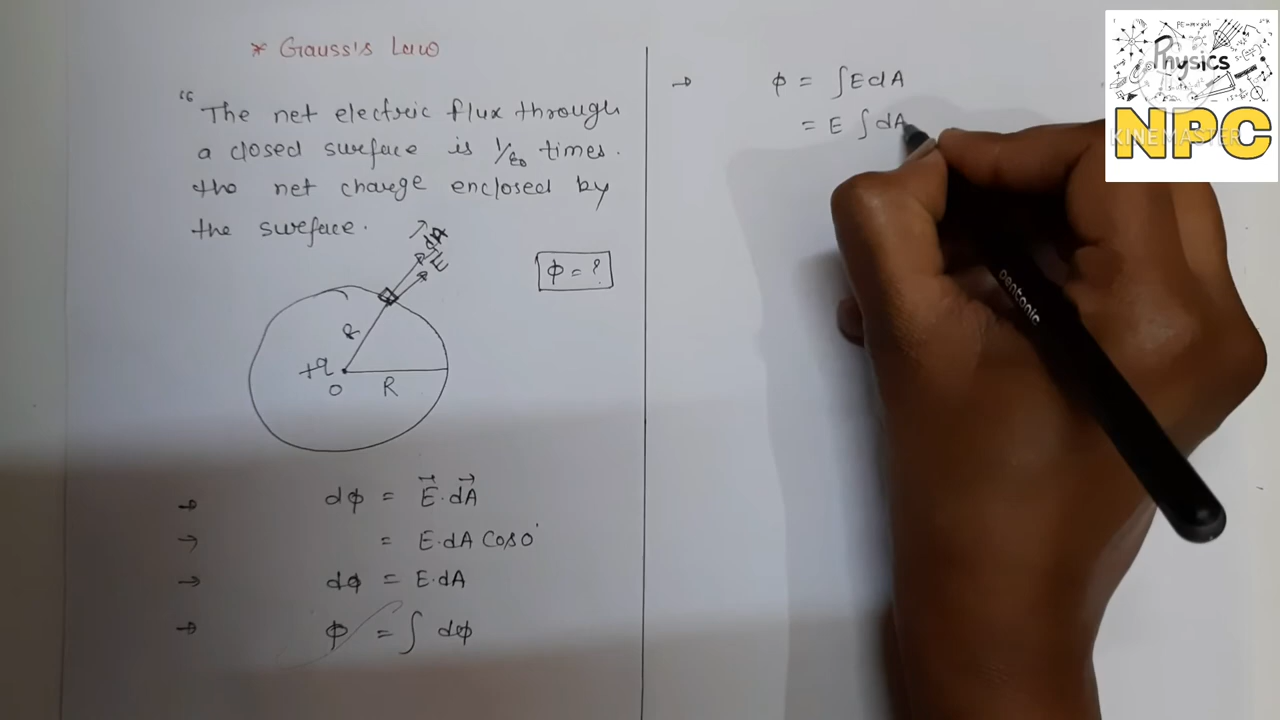 * Gauss's Law
“The net electric flux through
a closed surface is 1/ε0 times.
the net charge enclosed by
the surface.
dA
E
ϕ = ?
R
+q
O
R
→ dϕ = E⃗.dA⃗
→ = E.dA Cos0°
→ dϕ = E.dA
→ ϕ = ∫ dϕ
→ ϕ = ∫EdA
= E ∫dA
Physics
NPC
KINEMASTER
pentonic